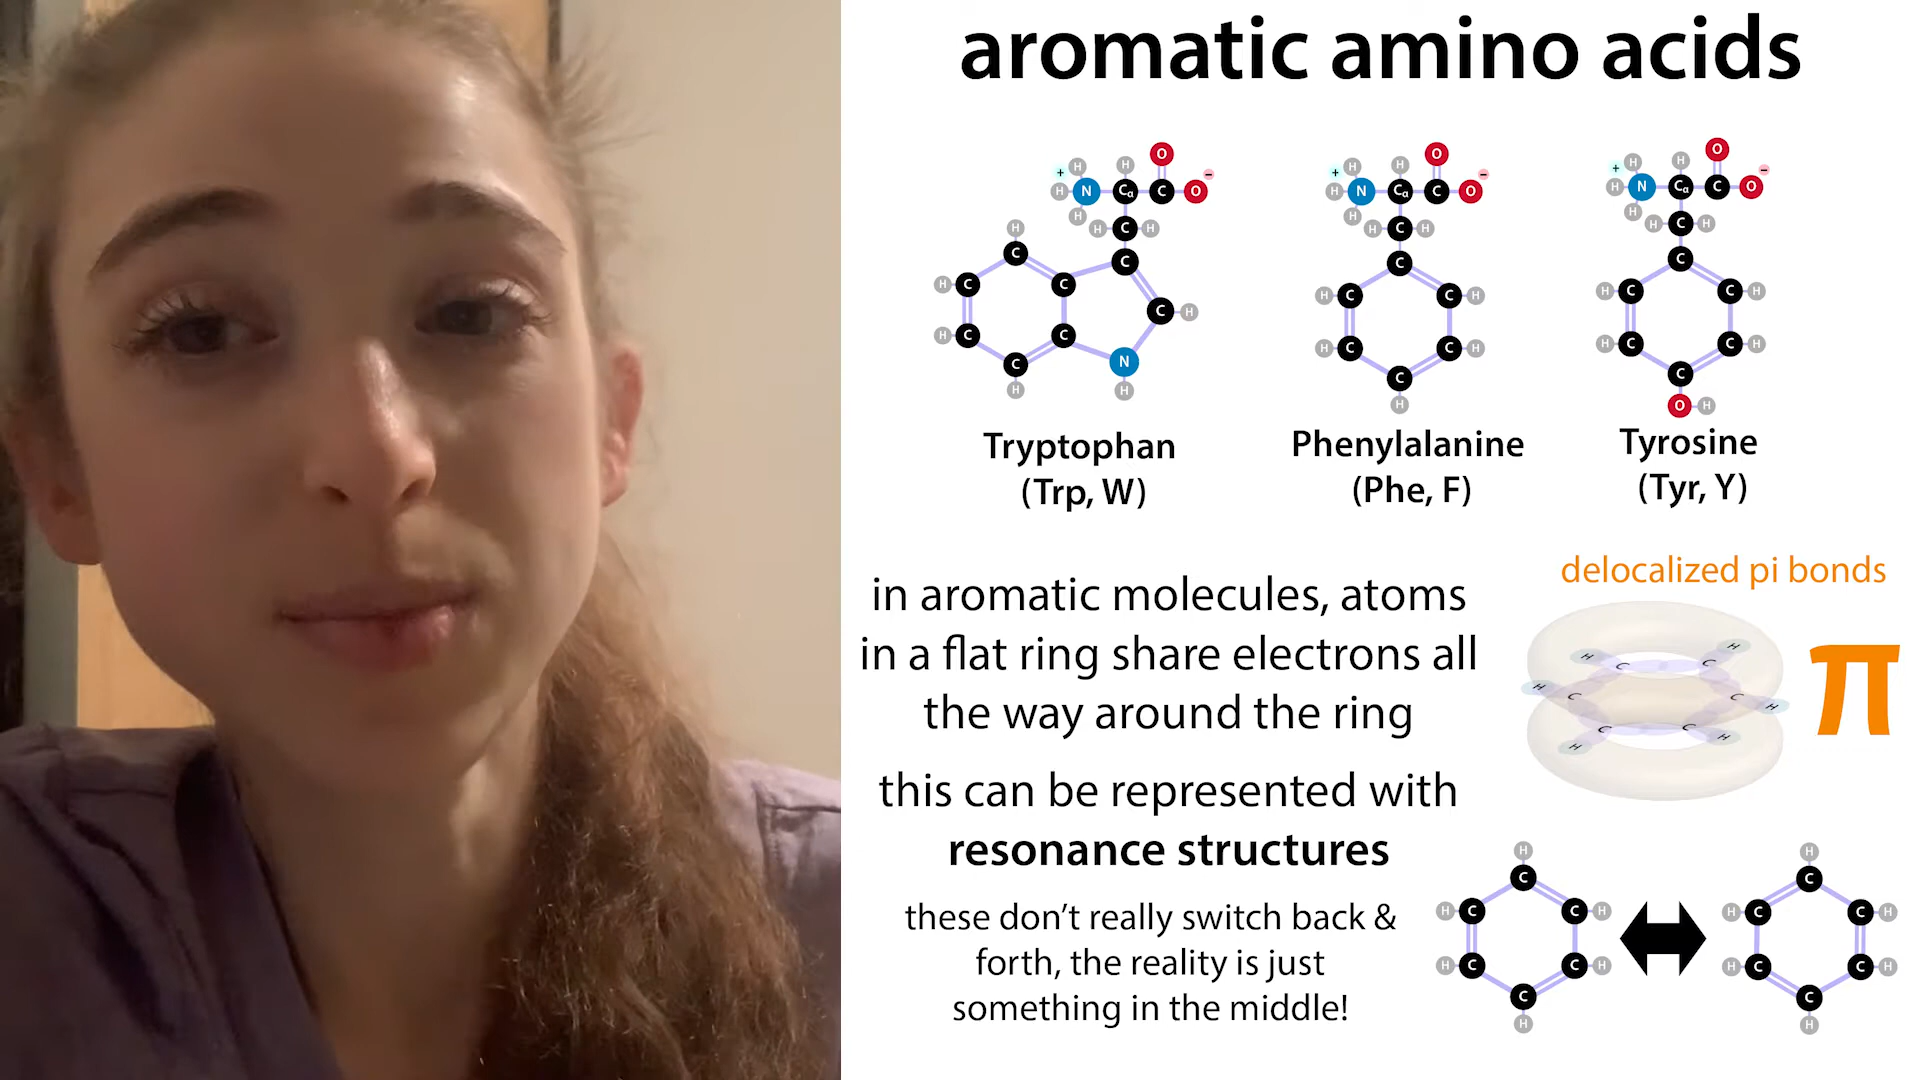 aromatic amino acids
Tryptophan
(Trp, W)
Phenylalanine
(Phe, F)
Tyrosine
(Tyr, Y)
in aromatic molecules, atoms
in a flat ring share electrons all
the way around the ring
delocalized pi bonds
π
this can be represented with
resonance structures
these don't really switch back &
forth, the reality is just
something in the middle!